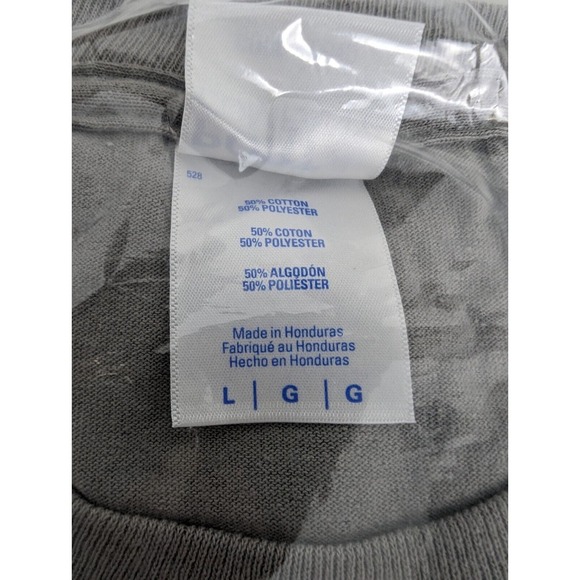 528
50% COTTON
50% POLYESTER
50% COTON
50% POLYESTER
50% ALGODÓN
50% POLIÉSTER
Made in Honduras
Fabriqué au Honduras
Hecho en Honduras
L | G | G